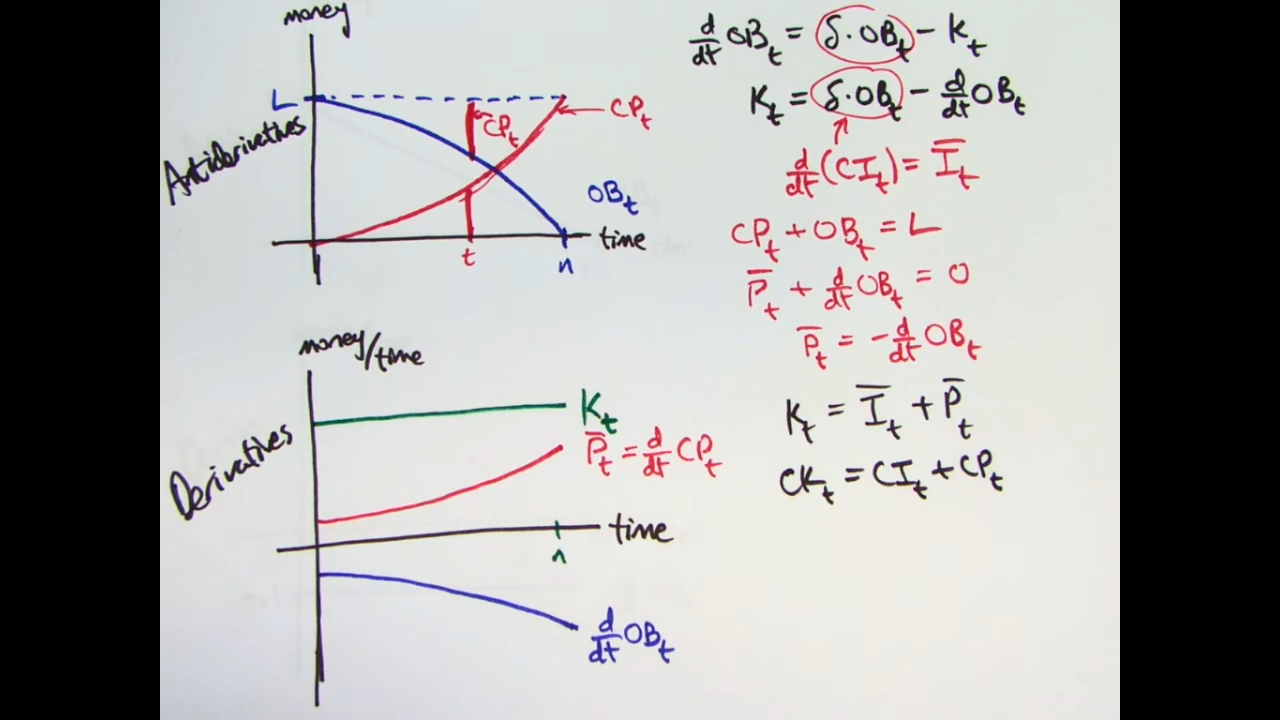 money
L
Antiderivatives
CP_t
CP_t
OB_t
time
t
n
money/time
Derivatives
K_t
P̅_t = d/dt CP_t
time
n
d/dt OB_t
d/dt OB_t = δ·OB_t − K_t
K_t = δ·OB_t − d/dt OB_t
d/dt (CI_t) = I̅_t
CP_t + OB_t = L
P̅_t + d/dt OB_t = 0
P̅_t = −d/dt OB_t
K_t = I̅_t + P̅_t
CK_t = CI_t + CP_t